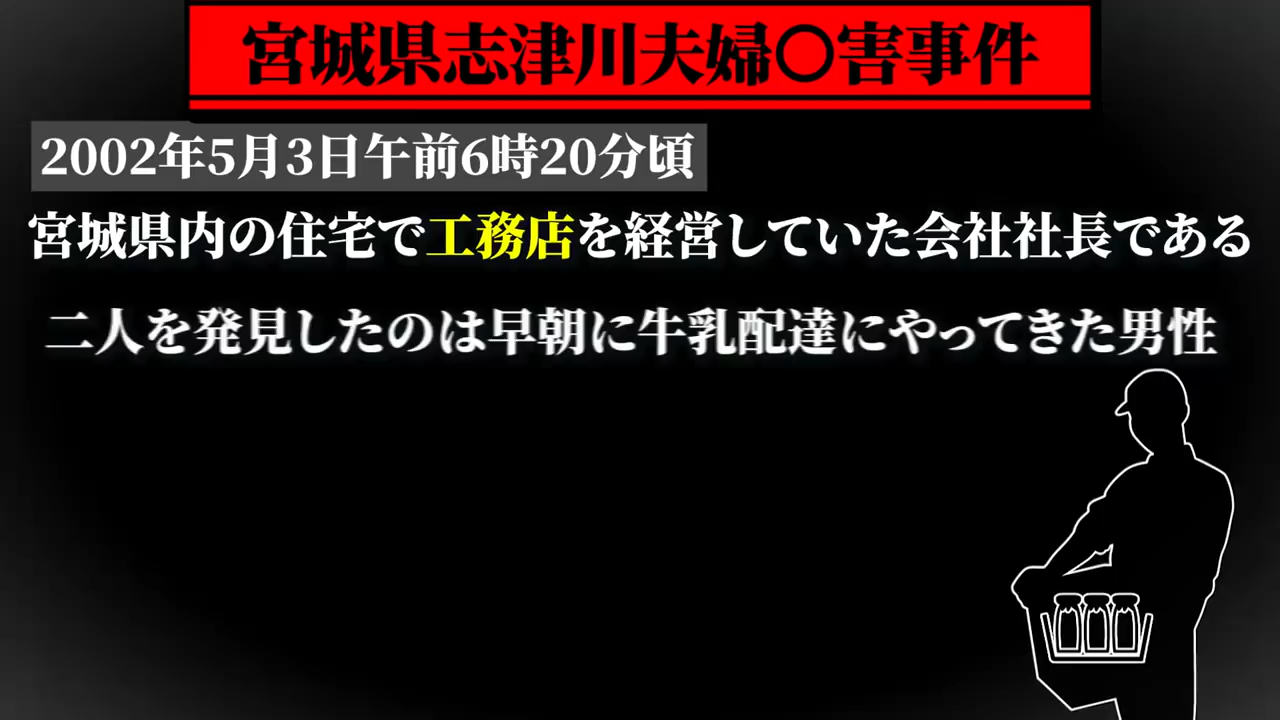 宮城県志津川夫婦〇害事件
2002年5月3日午前6時20分頃
宮城県内の住宅で工務店を経営していた会社社長である
二人を発見したのは早朝に牛乳配達にやってきた男性